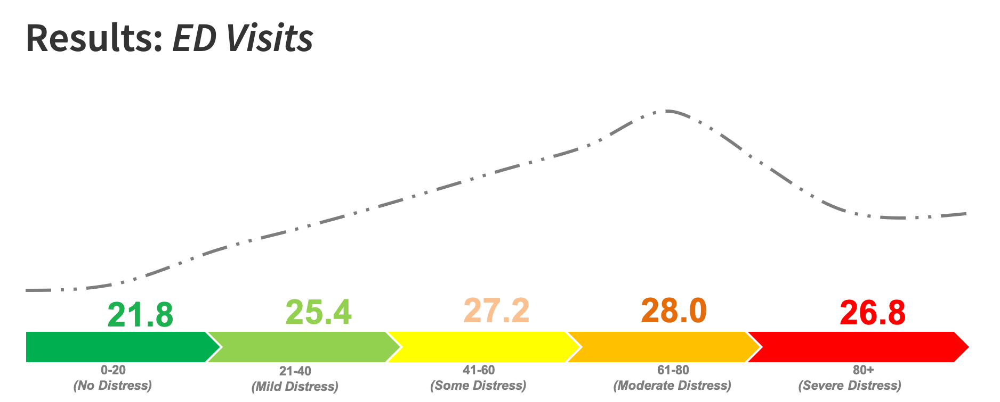 Results: ED Visits
21.8 25.4 27.2 28.0 26.8
0-20 21-40 41-60 61-80 80+
(No Distress) (Mild Distress) (Some Distress) (Moderate Distress) (Severe Distress)